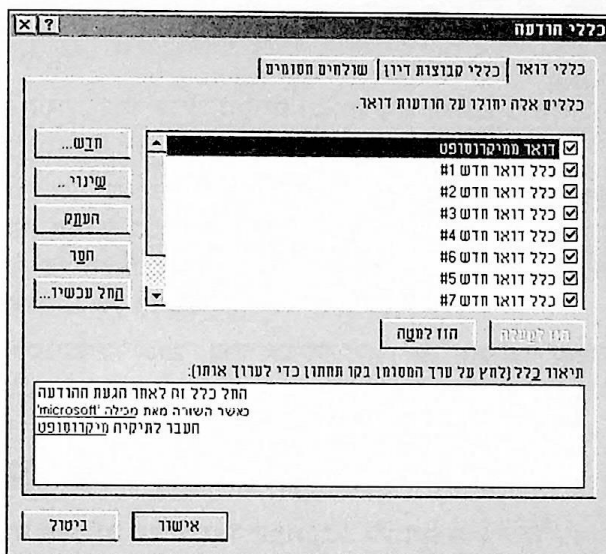 כללי חודעה
כללי דואר
כללי קבוצות דיון
שולחים חסומים
כללים אלה יחולו על חודעות דואר.
דואר ממיקרוסופט
כלל דואר חדש #1
כלל דואר חדש #2
כלל דואר חדש #3
כלל דואר חדש #4
כלל דואר חדש #6
כלל דואר חדש #5
כלל דואר חדש #7
חדש...
שינוי ..
העתק
חסר
החל עכשיו...
הזז למעלה
הזז למטה
תיאור כלל (לחץ על ערך המסומן בקו תחתון כדי לערוך אותו):
החל כלל זה לאחר הגעת ההודעה
כאשר השורה מאת מכילה 'microsoft'
העבר לתיקיה מיקרוסופט
אישור
ביטול